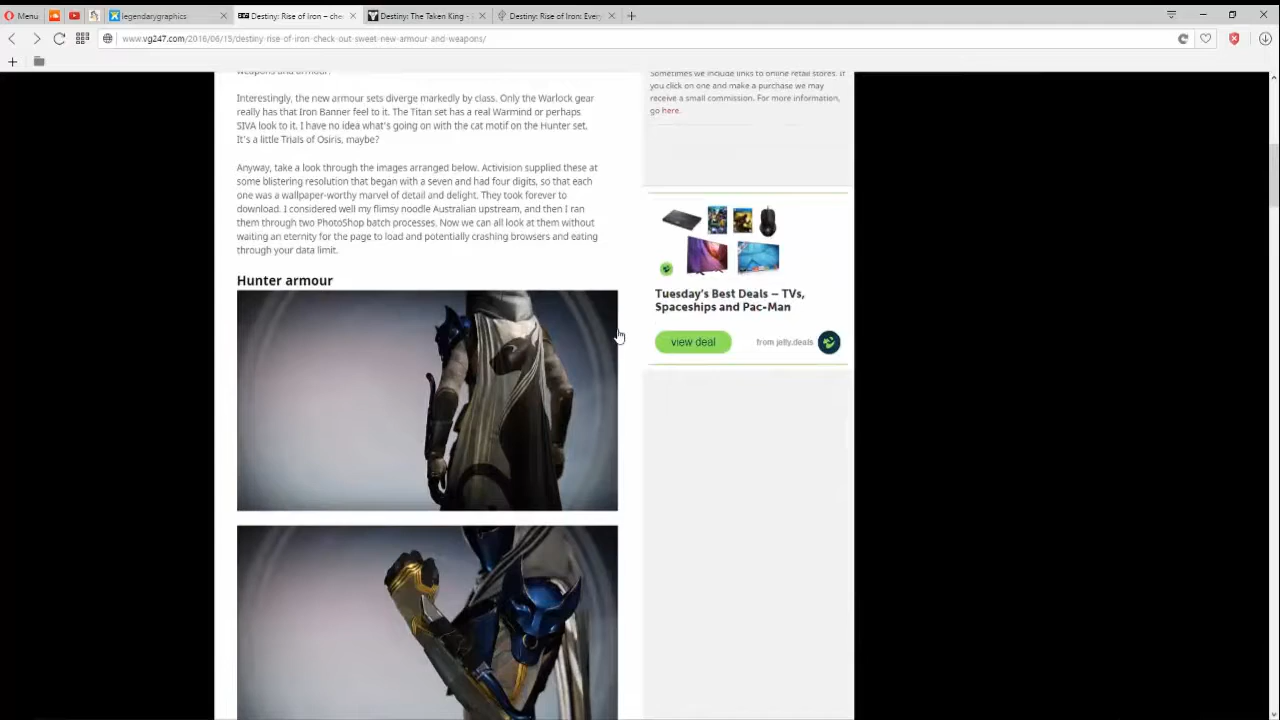 Menu
legendarygraphics
Destiny: Rise of Iron – che
Destiny: The Taken King -
Destiny: Rise of Iron: Every
www.vg247.com/2016/06/15/destiny-rise-of-iron-check-out-sweet-new-armour-and-weapons/
weapons and armour?
Interestingly, the new armour sets diverge markedly by class. Only the Warlock gear
really has that Iron Banner feel to it. The Titan set has a real Warmind or perhaps
SIVA look to it. I have no idea what's going on with the cat motif on the Hunter set.
It's a little Trials of Osiris, maybe?
Anyway, take a look through the images arranged below. Activision supplied these at
some blistering resolution that began with a seven and had four digits, so that each
one was a wallpaper-worthy marvel of detail and delight. They took forever to
download. I considered well my flimsy noodle Australian upstream, and then I ran
them through two PhotoShop batch processes. Now we can all look at them without
waiting an eternity for the page to load and potentially crashing browsers and eating
through your data limit.
Hunter armour
Sometimes we include links to online retail stores. If
you click on one and make a purchase we may
receive a small commission. For more information,
go here.
Tuesday's Best Deals – TVs,
Spaceships and Pac-Man
view deal
from jelly.deals